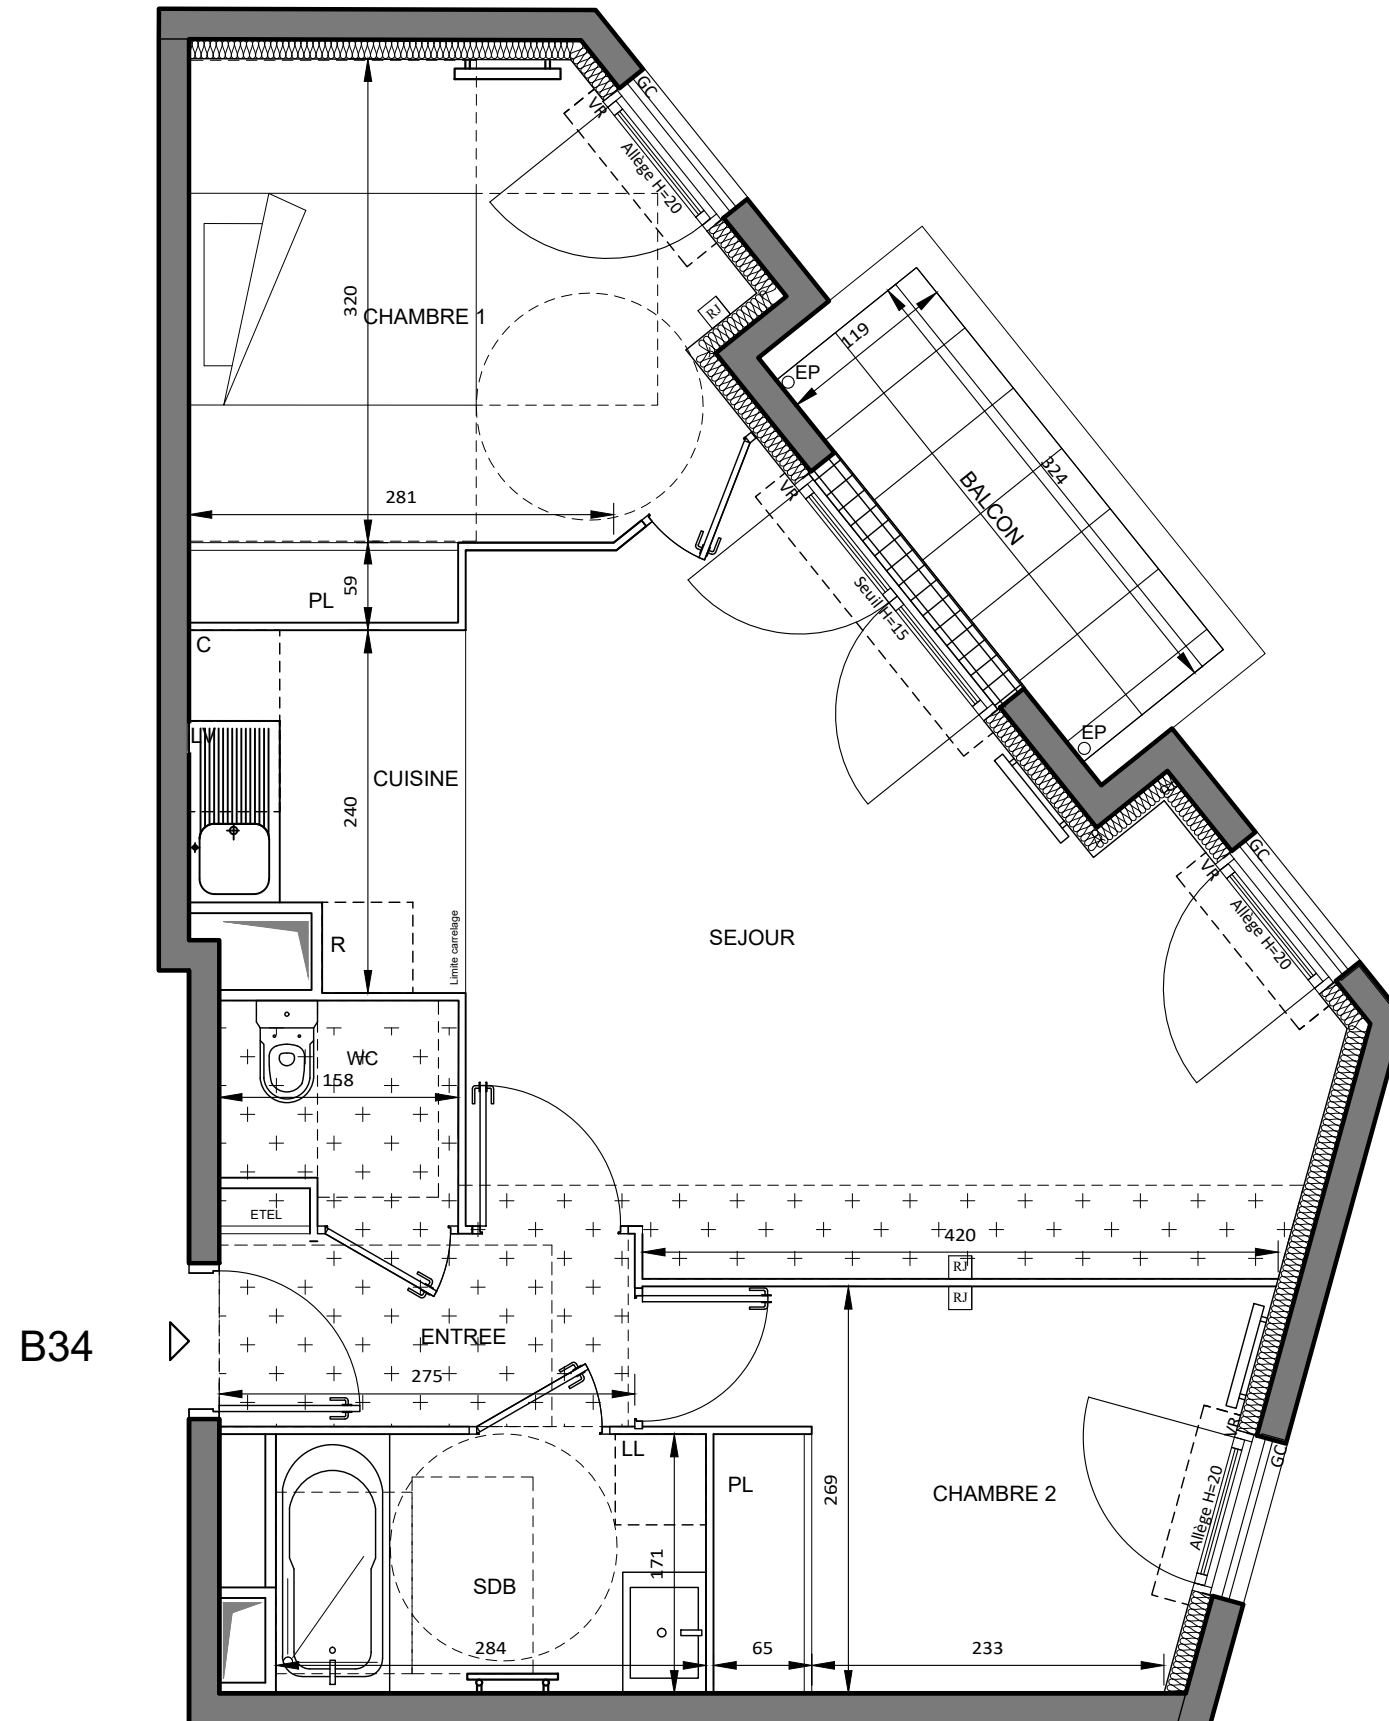 GC
VR
Allège H=20
320
CHAMBRE 1
RJ
119
EP
324
BALCON
281
VR
59
PL
Seuil H=15
C
LV
CUISINE
240
EP
GC
VR
Allège H=20
SEJOUR
R
Limite carrelage
WC
158
ETEL
420
RJ
RJ
B34
ENTREE
275
LL
PL
269
CHAMBRE 2
VR
GC
Allège H=20
171
SDB
284
65
233